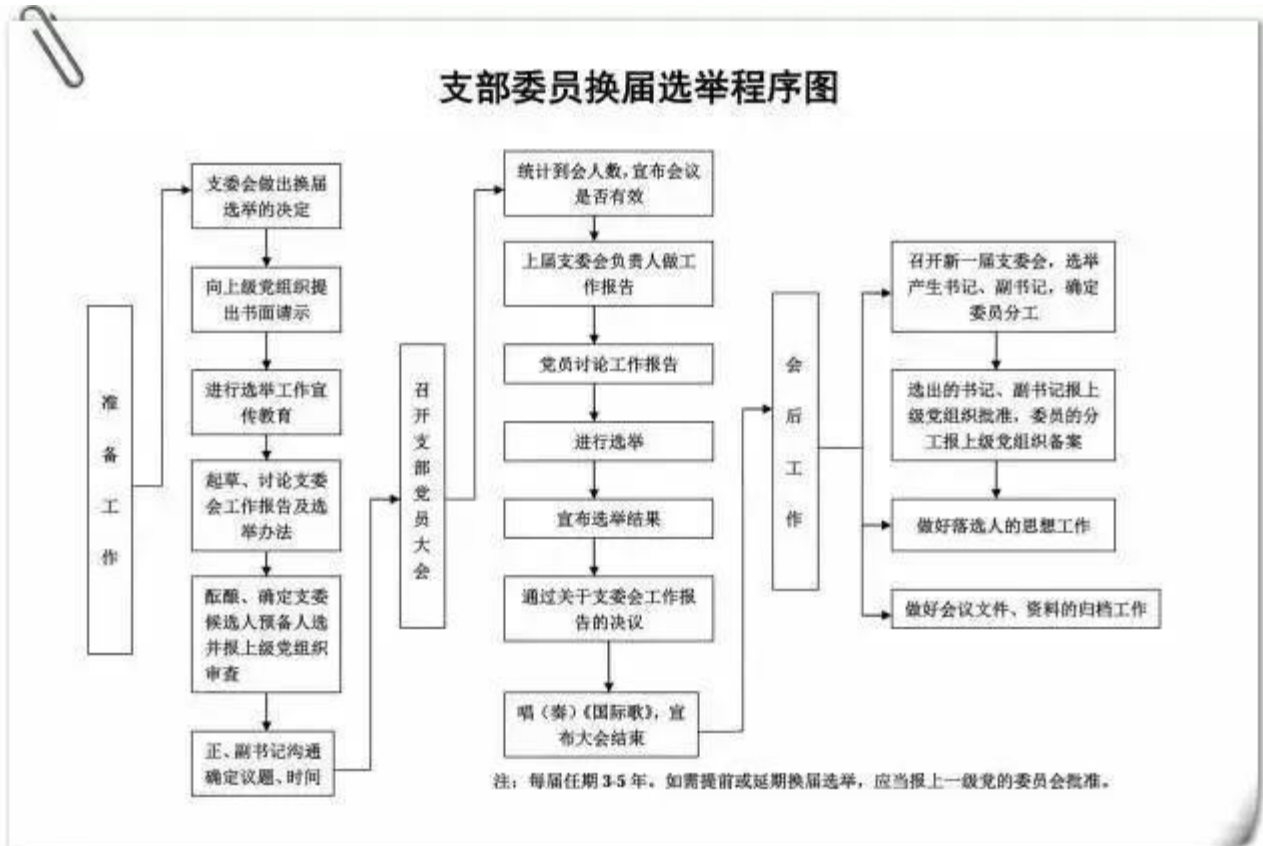 支部委员换届选举程序图
准
备
工
作
支委会做出换届
选举的决定
向上级党组织提
出书面请示
进行选举工作宣
传教育
起草、讨论支委
会工作报告及选
举办法
酝酿、确定支委
候选人预备人选
并报上级党组织
审查
正、副书记沟通
确定议题、时间
召
开
支
部
党
员
大
会
统计到会人数,宣布会议
是否有效
上届支委会负责人做工
作报告
党员讨论工作报告
进行选举
宣布选举结果
通过关于支委会工作报
告的决议
唱(奏)《国际歌》,宣
布大会结束
会
后
工
作
召开新一届支委会,选举
产生书记、副书记,确定
委员分工
选出的书记、副书记报上
级党组织批准,委员的分
工报上级党组织备案
做好落选人的思想工作
做好会议文件、资料的归档工作
注:每届任期 3-5 年。如需提前或延期换届选举,应当报上一级党的委员会批准。